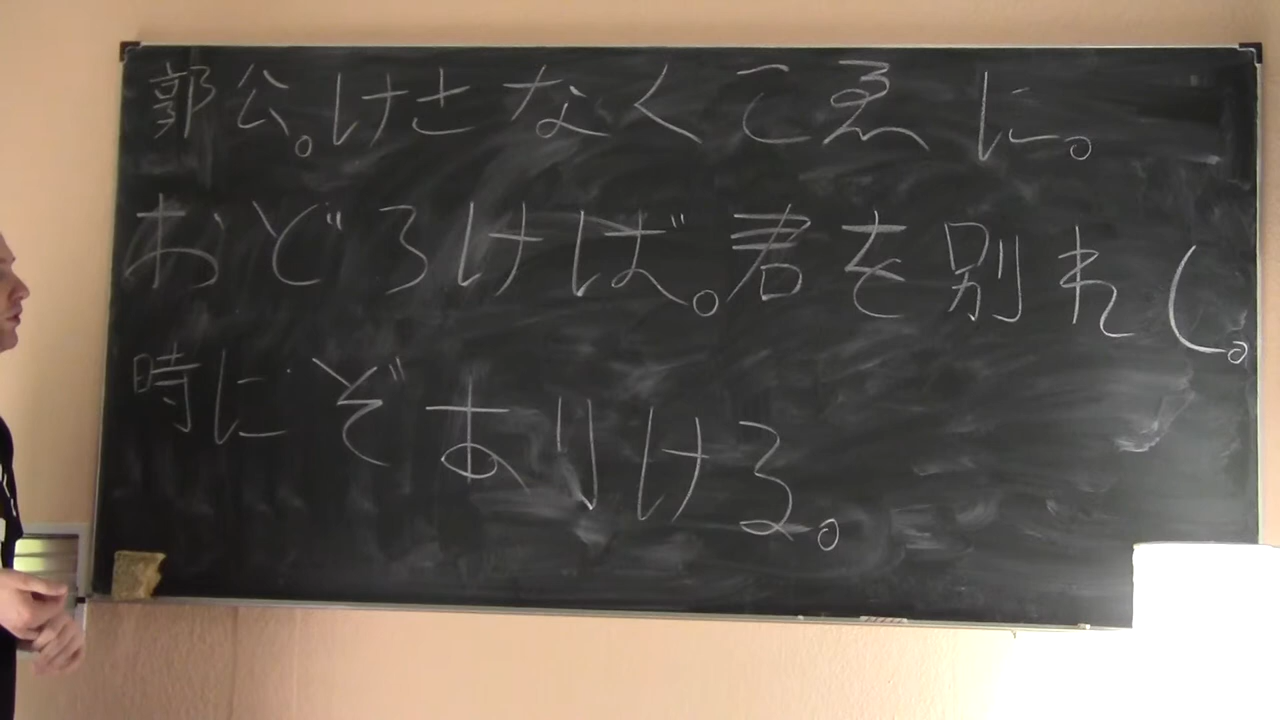 郭公。けさなくこゑに。
おどろけば。君を別れし。
時にぞありける。